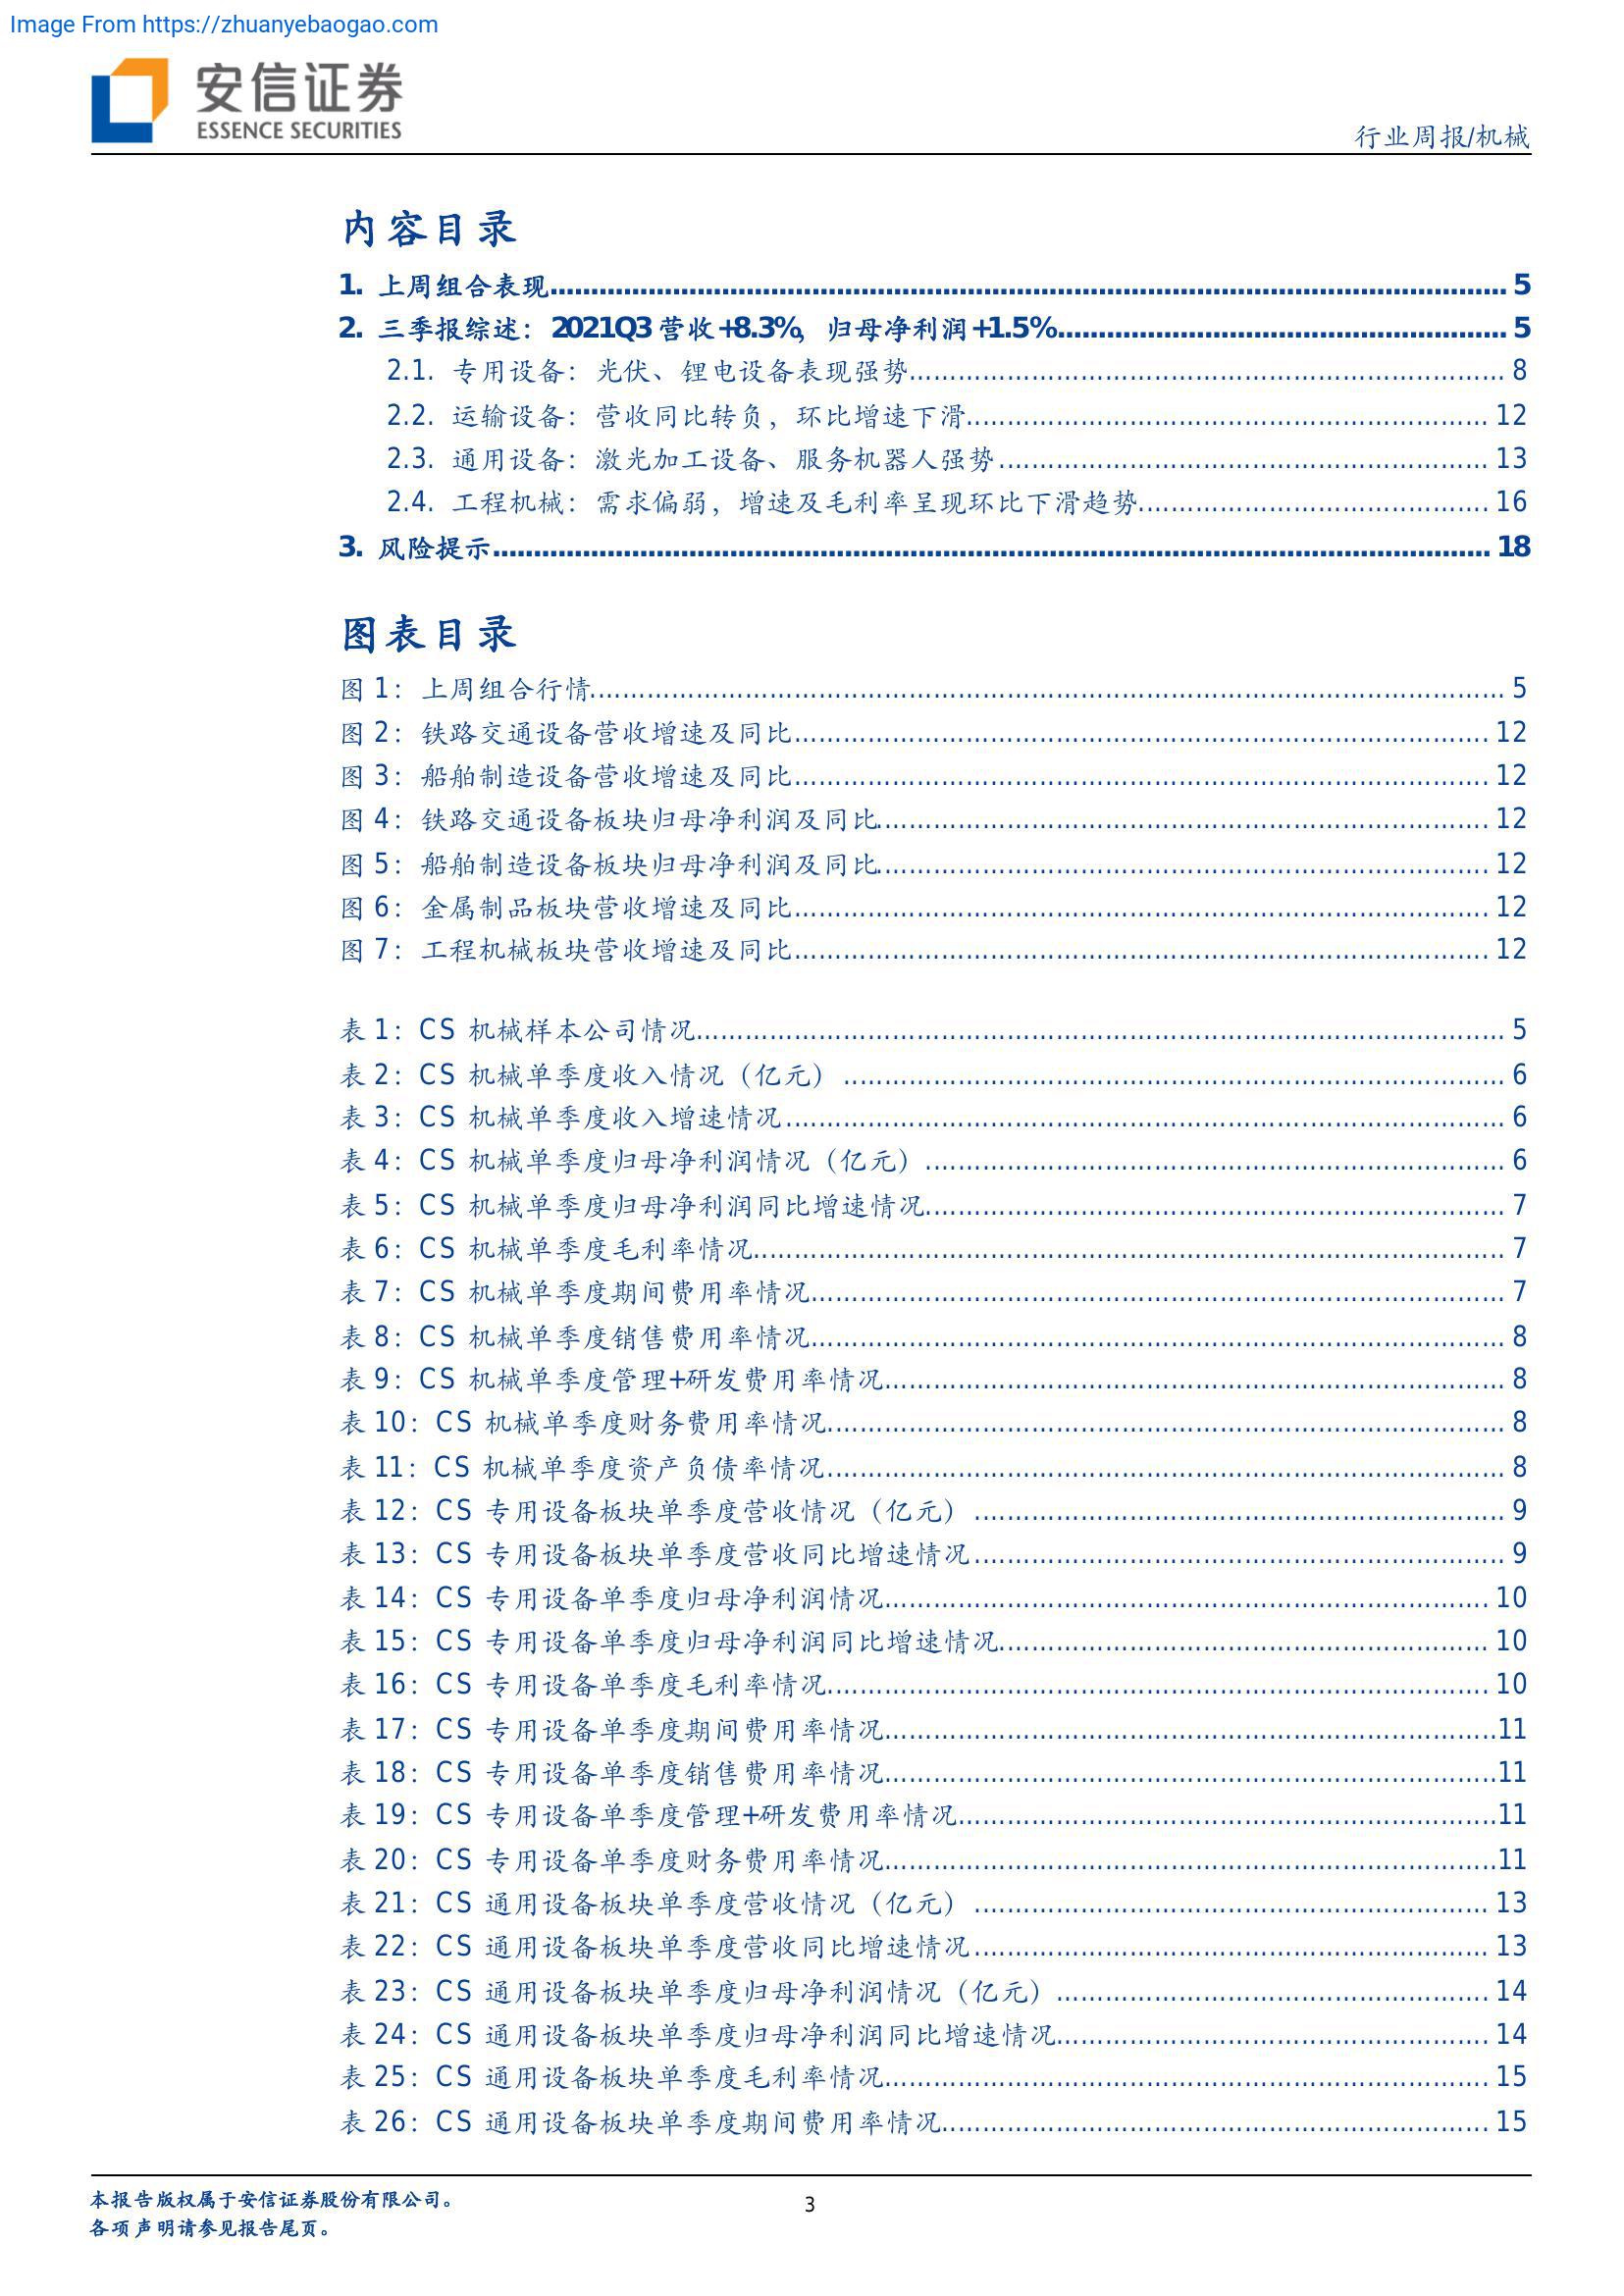 Image From https://zhuanyebaogao.com
安信证券
ESSENCE SECURITIES
行业周报/机械
内容目录
1. 上周组合表现 5
2. 三季报综述：2021Q3 营收+8.3%，归母净利润+1.5% 5
2.1. 专用设备：光伏、锂电设备表现强势 8
2.2. 运输设备：营收同比转负，环比增速下滑 12
2.3. 通用设备：激光加工设备、服务机器人强势 13
2.4. 工程机械：需求偏弱，增速及毛利率呈现环比下滑趋势 16
3. 风险提示 18
图表目录
图 1：上周组合行情 5
图 2：铁路交通设备营收增速及同比 12
图 3：船舶制造设备营收增速及同比 12
图 4：铁路交通设备板块归母净利润及同比 12
图 5：船舶制造设备板块归母净利润及同比 12
图 6：金属制品板块营收增速及同比 12
图 7：工程机械板块营收增速及同比 12
表 1：CS 机械样本公司情况 5
表 2：CS 机械单季度收入情况（亿元） 6
表 3：CS 机械单季度收入增速情况 6
表 4：CS 机械单季度归母净利润情况（亿元） 6
表 5：CS 机械单季度归母净利润同比增速情况 7
表 6：CS 机械单季度毛利率情况 7
表 7：CS 机械单季度期间费用率情况 7
表 8：CS 机械单季度销售费用率情况 8
表 9：CS 机械单季度管理+研发费用率情况 8
表 10：CS 机械单季度财务费用率情况 8
表 11：CS 机械单季度资产负债率情况 8
表 12：CS 专用设备板块单季度营收情况（亿元） 9
表 13：CS 专用设备板块单季度营收同比增速情况 9
表 14：CS 专用设备单季度归母净利润情况 10
表 15：CS 专用设备单季度归母净利润同比增速情况 10
表 16：CS 专用设备单季度毛利率情况 10
表 17：CS 专用设备单季度期间费用率情况 11
表 18：CS 专用设备单季度销售费用率情况 11
表 19：CS 专用设备单季度管理+研发费用率情况 11
表 20：CS 专用设备单季度财务费用率情况 11
表 21：CS 通用设备板块单季度营收情况（亿元） 13
表 22：CS 通用设备板块单季度营收同比增速情况 13
表 23：CS 通用设备板块单季度归母净利润情况（亿元） 14
表 24：CS 通用设备板块单季度归母净利润同比增速情况 14
表 25：CS 通用设备板块单季度毛利率情况 15
表 26：CS 通用设备板块单季度期间费用率情况 15
本报告版权属于安信证券股份有限公司。
3
各项声明请参见报告尾页。